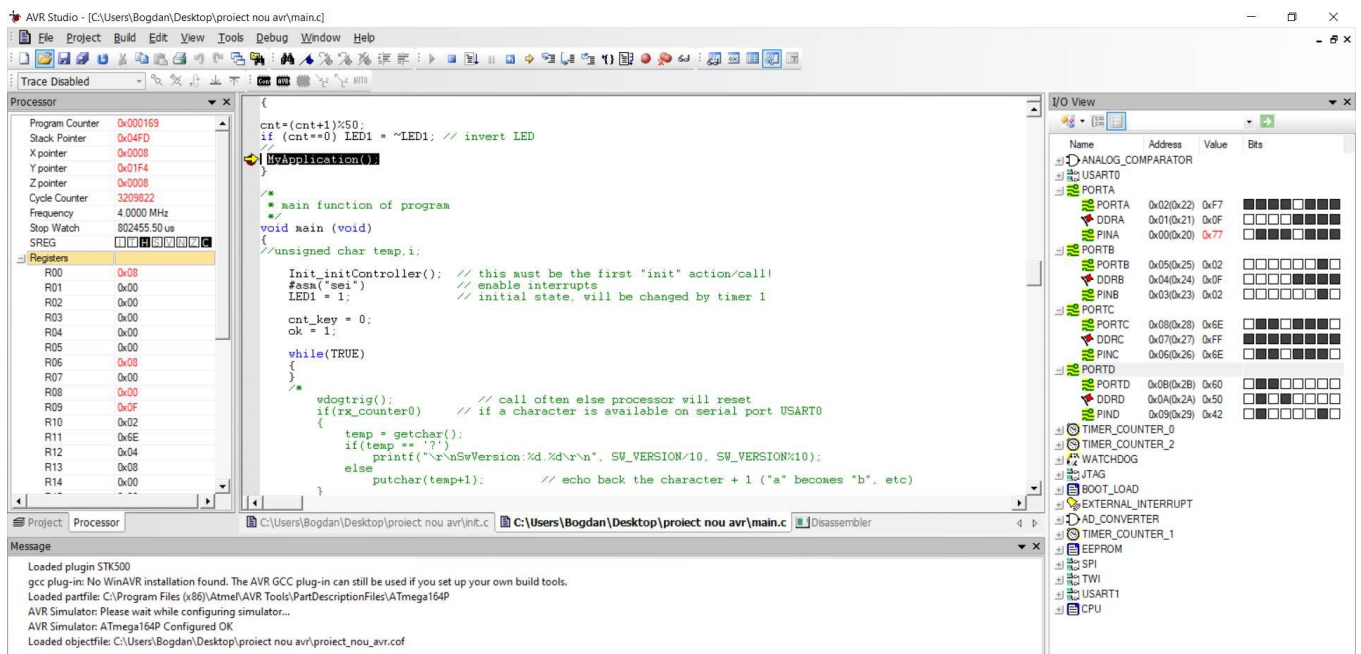 AVR Studio - [C:\Users\Bogdan\Desktop\proiect nou avr\main.c]
File Project Build Edit View Tools Debug Window Help
Trace Disabled
AUTO
Processor
Program Counter 0x000169
Stack Pointer 0x04FD
X pointer 0x0008
Y pointer 0x01F4
Z pointer 0x0008
Cycle Counter 3209822
Frequency 4.0000 MHz
Stop Watch 802455.50 us
SREG I T H S V N Z C
Registers
R00 0x08
R01 0x00
R02 0x00
R03 0x00
R04 0x00
R05 0x00
R06 0x08
R07 0x00
R08 0x00
R09 0x0F
R10 0x02
R11 0x6E
R12 0x04
R13 0x08
R14 0x00
Project Processor
{
cnt=(cnt+1)%50;
if (cnt==0) LED1 = ~LED1; // invert LED
//
MyApplication();
}
/*
* main function of program
*/
void main (void)
{
//unsigned char temp,i;
Init_initController(); // this must be the first "init" action/call!
#asm("sei") // enable interrupts
LED1 = 1; // initial state, will be changed by timer 1
cnt_key = 0;
ok = 1;
while(TRUE)
{
}
/*
wdogtrig(); // call often else processor will reset
if(rx_counter0) // if a character is available on serial port USART0
{
temp = getchar();
if(temp == '?')
printf("\r\nSwVersion:%d.%d\r\n", SW_VERSION/10, SW_VERSION%10);
else
putchar(temp+1); // echo back the character + 1 ("a" becomes "b", etc)
}
C:\Users\Bogdan\Desktop\proiect nou avr\init.c C:\Users\Bogdan\Desktop\proiect nou avr\main.c Disassembler
I/O View
Name Address Value Bits
ANALOG_COMPARATOR
USART0
PORTA
PORTA 0x02(0x22) 0xF7
DDRA 0x01(0x21) 0x0F
PINA 0x00(0x20) 0x77
PORTB
PORTB 0x05(0x25) 0x02
DDRB 0x04(0x24) 0x0F
PINB 0x03(0x23) 0x02
PORTC
PORTC 0x08(0x28) 0x6E
DDRC 0x07(0x27) 0xFF
PINC 0x06(0x26) 0x6E
PORTD
PORTD 0x0B(0x2B) 0x60
DDRD 0x0A(0x2A) 0x50
PIND 0x09(0x29) 0x42
TIMER_COUNTER_0
TIMER_COUNTER_2
WATCHDOG
JTAG
BOOT_LOAD
EXTERNAL_INTERRUPT
AD_CONVERTER
TIMER_COUNTER_1
EEPROM
SPI
TWI
USART1
CPU
Message
Loaded plugin STK500
gcc plug-in: No WinAVR installation found. The AVR GCC plug-in can still be used if you set up your own build tools.
Loaded partfile: C:\Program Files (x86)\Atmel\AVR Tools\PartDescriptionFiles\ATmega164P
AVR Simulator: Please wait while configuring simulator...
AVR Simulator: ATmega164P Configured OK
Loaded objectfile: C:\Users\Bogdan\Desktop\proiect nou avr\proiect_nou_avr.cof